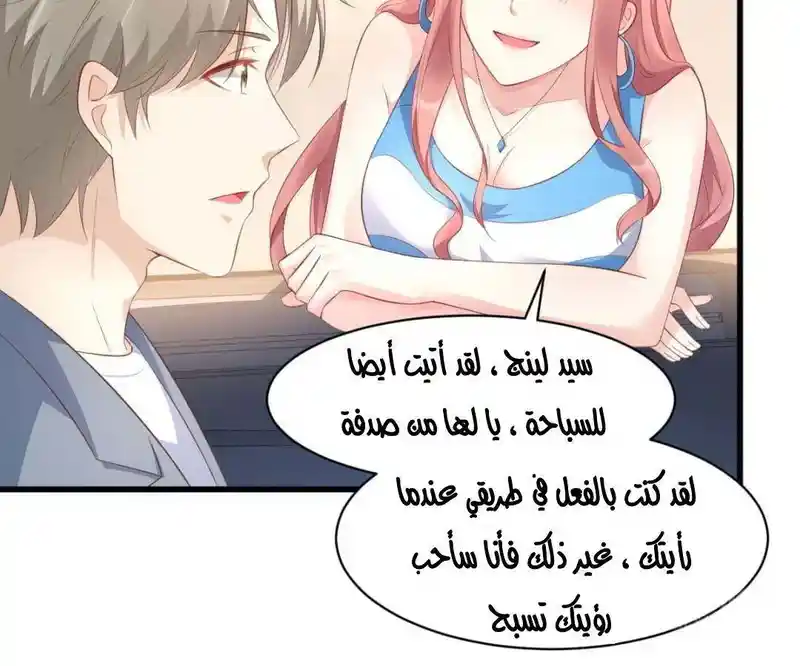 سيد لينج ، لقد أتيت أيضا
للسباحة ، يا لها من صدفة
لقد كنت بالفعل في طريقي عندما
رأيتك ، غير ذلك فأنا سأحب
رؤيتك تسبح